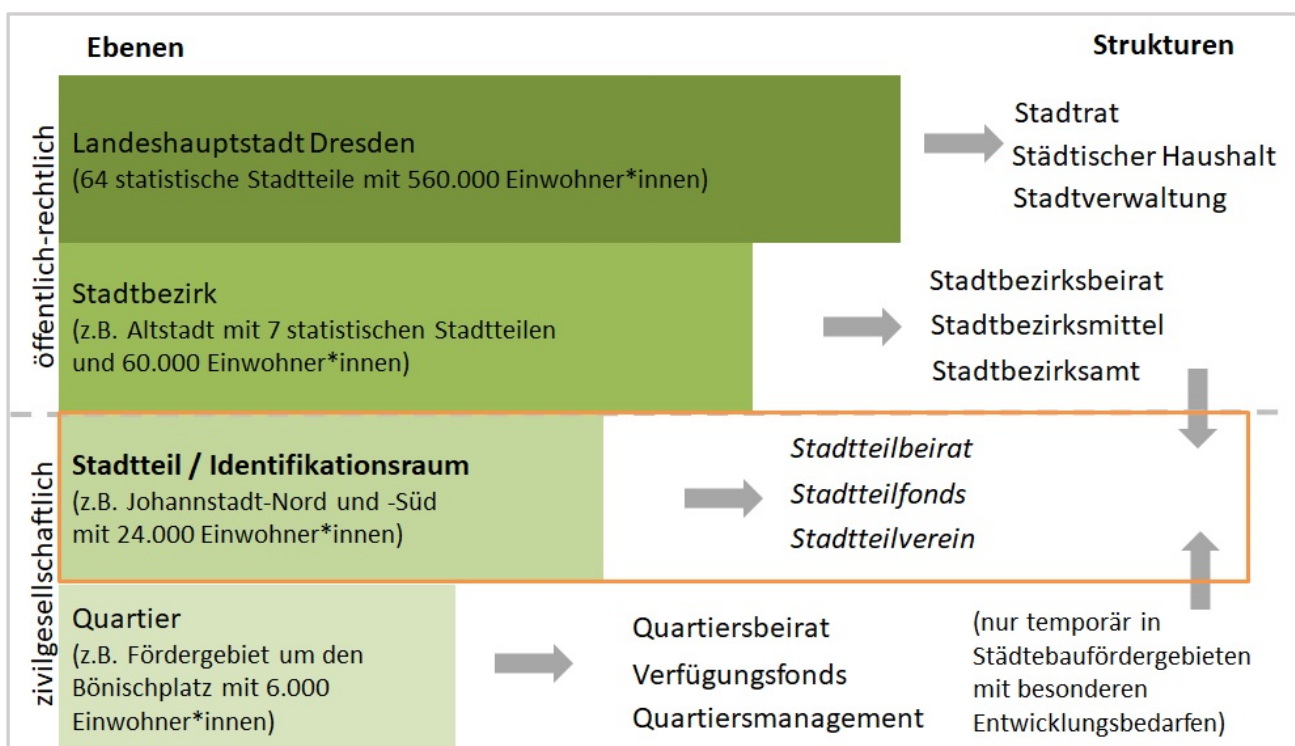 Ebenen
Strukturen
öffentlich-rechtlich
Landeshauptstadt Dresden
(64 statistische Stadtteile mit 560.000 Einwohner*innen)
Stadtrat
Städtischer Haushalt
Stadtverwaltung
Stadtbezirk
(z.B. Altstadt mit 7 statistischen Stadtteilen
und 60.000 Einwohner*innen)
Stadtbezirksbeirat
Stadtbezirksmittel
Stadtbezirksamt
zivilgesellschaftlich
Stadtteil / Identifikationsraum
(z.B. Johannstadt-Nord und -Süd
mit 24.000 Einwohner*innen)
Stadtteilbeirat
Stadtteilfonds
Stadtteilverein
Quartier
(z.B. Fördergebiet um den
Bönischplatz mit 6.000
Einwohner*innen)
Quartiersbeirat
Verfügungsfonds
Quartiersmanagement
(nur temporär in
Städtebaufördergebieten
mit besonderen
Entwicklungsbedarfen)